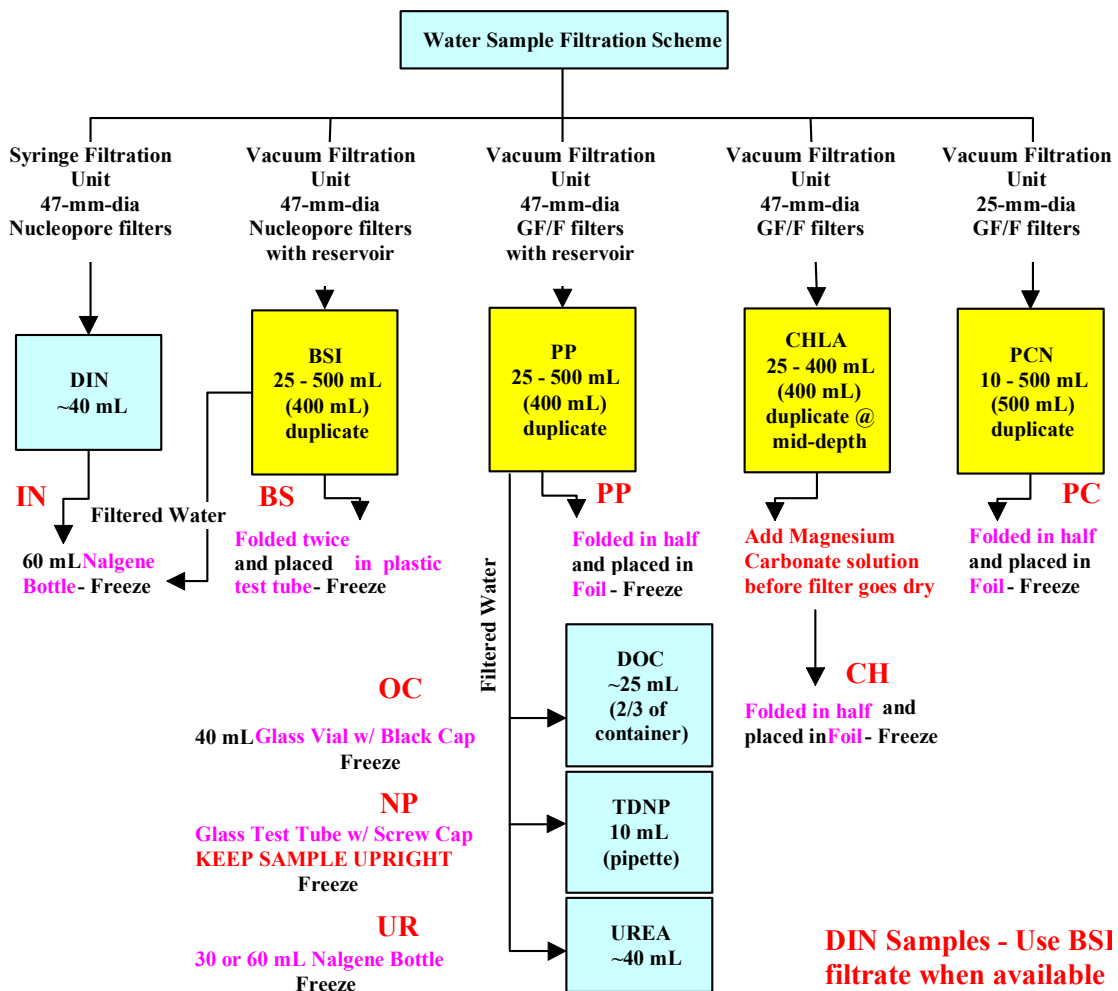 Water Sample Filtration Scheme
Syringe Filtration
Unit
47-mm-dia
Nucleopore filters
Vacuum Filtration
Unit
47-mm-dia
Nucleopore filters
with reservoir
Vacuum Filtration
Unit
47-mm-dia
GF/F filters
with reservoir
Vacuum Filtration
Unit
47-mm-dia
GF/F filters
Vacuum Filtration
Unit
25-mm-dia
GF/F filters
DIN
~40 mL
BSI
25 - 500 mL
(400 mL)
duplicate
PP
25 - 500 mL
(400 mL)
duplicate
CHLA
25 - 400 mL
(400 mL)
duplicate @
mid-depth
PCN
10 - 500 mL
(500 mL)
duplicate
IN
Filtered Water
60 mL Nalgene
Bottle- Freeze
BS
Folded twice
and placed in plastic
test tube- Freeze
PP
Folded in half
and placed in
Foil - Freeze
Add Magnesium
Carbonate solution
before filter goes dry
CH
Folded in half and
placed in Foil - Freeze
PC
Folded in half
and placed in
Foil - Freeze
Filtered Water
OC
40 mL Glass Vial w/ Black Cap
Freeze
DOC
~25 mL
(2/3 of
container)
NP
Glass Test Tube w/ Screw Cap
KEEP SAMPLE UPRIGHT
Freeze
TDNP
10 mL
(pipette)
UR
30 or 60 mL Nalgene Bottle
Freeze
UREA
~40 mL
DIN Samples - Use BSI
filtrate when available